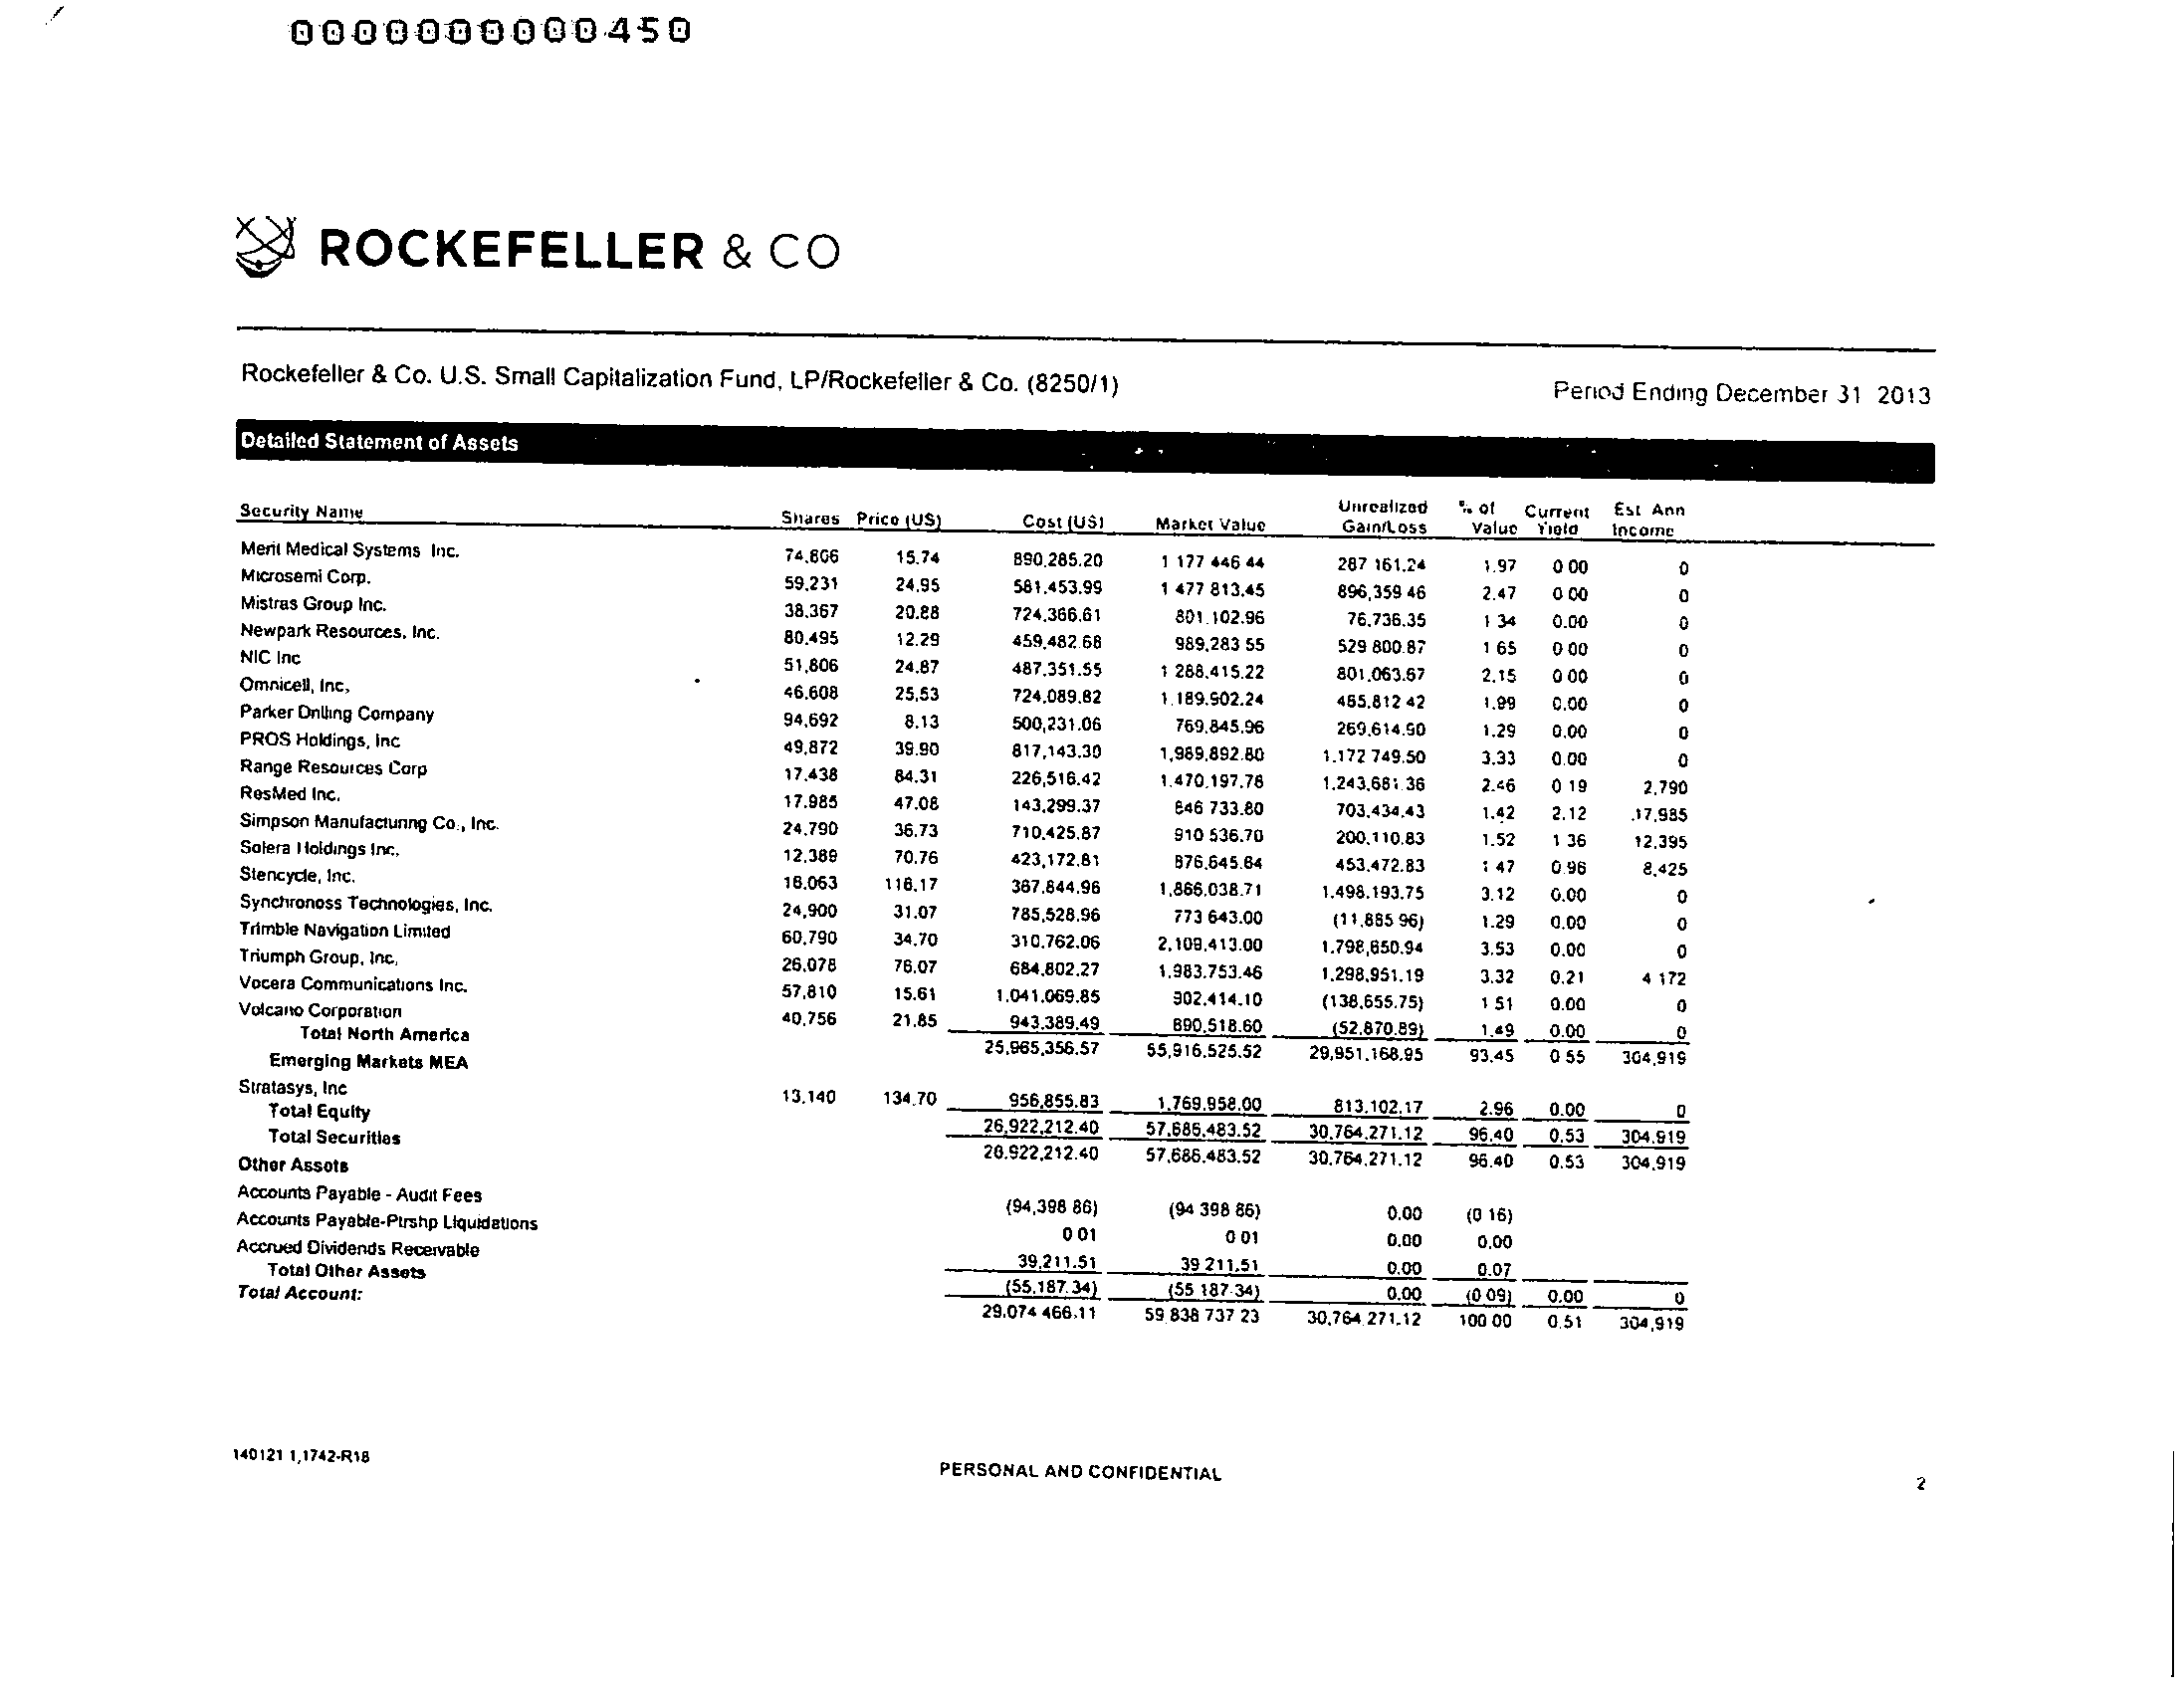 0000000000450
ROCKEFELLER & CO
Rockefeller & Co. U.S. Small Capitalization Fund, LP/Rockefeller & Co. (8250/1) Period Ending December 31 2013
Detailed Statement of Assets
Security Name Shares Price (US) Cost (US) Market Value Unrealized Gain/Loss % of Value Current Yield Est Ann Income
Merit Medical Systems Inc. 74,806 15.74 890,285.20 1 177 446 44 287 161.24 1.97 0 00 0
Microsemi Corp. 59,231 24.95 581,453.99 1 477 813.45 896,359 46 2.47 0 00 0
Mistras Group Inc. 38,367 20.88 724,366.61 801 102.96 76,736.35 1 34 0.00 0
Newpark Resources, Inc. 80,495 12.29 459,482 68 989,283 55 529 800.87 1 65 0 00 0
NIC Inc 51,806 24.87 487,351.55 1 288,415.22 801,063.67 2.15 0 00 0
Omnicell, Inc. 46,608 25.53 724,089.82 1,189,902.24 465,812 42 1.99 0.00 0
Parker Drilling Company 94,692 8.13 500,231.06 769,845.96 269,614.90 1.29 0.00 0
PROS Holdings, Inc 49,872 39.90 817,143.30 1,989,892.80 1,172 749.50 3.33 0.00 0
Range Resources Corp 17,438 84.31 226,516.42 1,470,197.78 1,243,681 36 2.46 0 19 2,790
ResMed Inc. 17,985 47.08 143,299.37 846 733.80 703,434.43 1.42 2.12 17,985
Simpson Manufacturing Co., Inc. 24,790 36.73 710,425.87 910 536.70 200,110.83 1.52 1 36 12,395
Solera Holdings Inc. 12,389 70.76 423,172.81 876,645.64 453,472.83 1 47 0.96 8,425
Stericycle, Inc. 16,063 116.17 367,844.96 1,866,038.71 1,498,193.75 3.12 0.00 0
Synchronoss Technologies, Inc. 24,900 31.07 785,528.96 773 643.00 (11,885 96) 1.29 0.00 0
Trimble Navigation Limited 60,790 34.70 310,762.06 2,109,413.00 1,798,650.94 3.53 0.00 0
Triumph Group, Inc. 26,078 76.07 684,802.27 1,983,753.46 1,298,951.19 3.32 0.21 4 172
Vocera Communications Inc. 57,810 15.61 1,041,069.85 902,414.10 (138,655.75) 1 51 0.00 0
Volcano Corporation 40,756 21.85 943,389.49 890,518.60 (52,870.89) 1.49 0.00 0
Total North America 25,965,356.57 55,916,525.52 29,951,168.95 93.45 0 55 304,919
Emerging Markets MEA
Stratasys, Inc 13,140 134.70 956,855.83 1,769,958.00 813,102.17 2.96 0.00 0
Total Equity 26,922,212.40 57,686,483.52 30,764,271.12 96.40 0.53 304,919
Total Securities 26,922,212.40 57,686,483.52 30,764,271.12 96.40 0.53 304,919
Other Assets
Accounts Payable - Audit Fees (94,398 86) (94 398 86) 0.00 (0 16)
Accounts Payable-Ptrshp Liquidations 0 01 0 01 0.00 0.00
Accrued Dividends Receivable 39,211.51 39 211.51 0.00 0.07
Total Other Assets (55,187.34) (55 187 34) 0.00 (0 09) 0.00 0
Total Account: 29,074 466.11 59 838 737 23 30,764 271.12 100 00 0.51 304,919
140121 1,1742-R18 PERSONAL AND CONFIDENTIAL 2